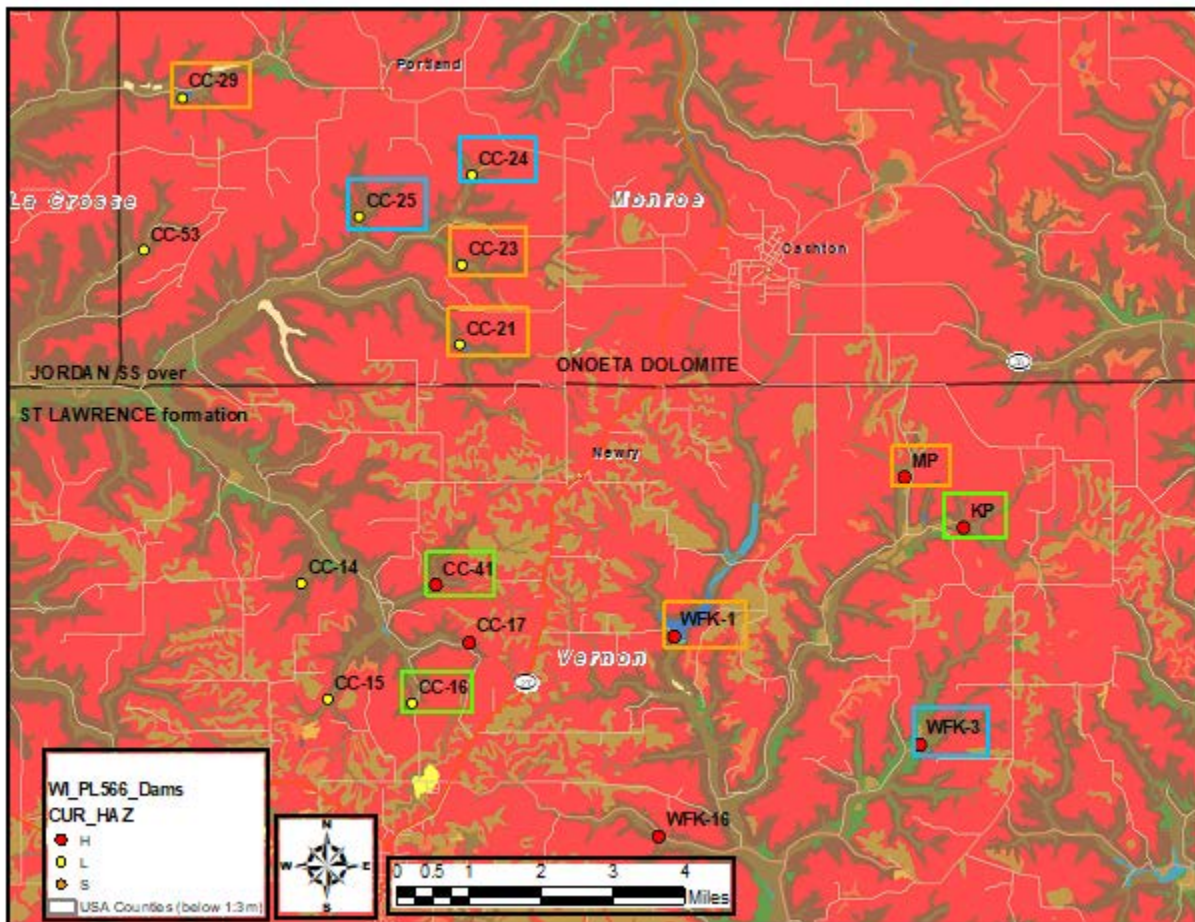 Portland
CC-29
CC-24
La Crosse
CC-25
Monroe
CC-53
CC-23
Cashton
CC-21
JORDAN SS over
ONOETA DOLOMITE
ST LAWRENCE formation
Newry
MP
KP
CC-14
CC-41
CC-17
WFK-1
Vernon
CC-15
CC-16
WFK-3
WFK-16
WI_PL566_Dams
CUR_HAZ
H
L
S
USA Counties (below 1:3m)
N
W E
S
0 0.5 1 2 3 4
Miles